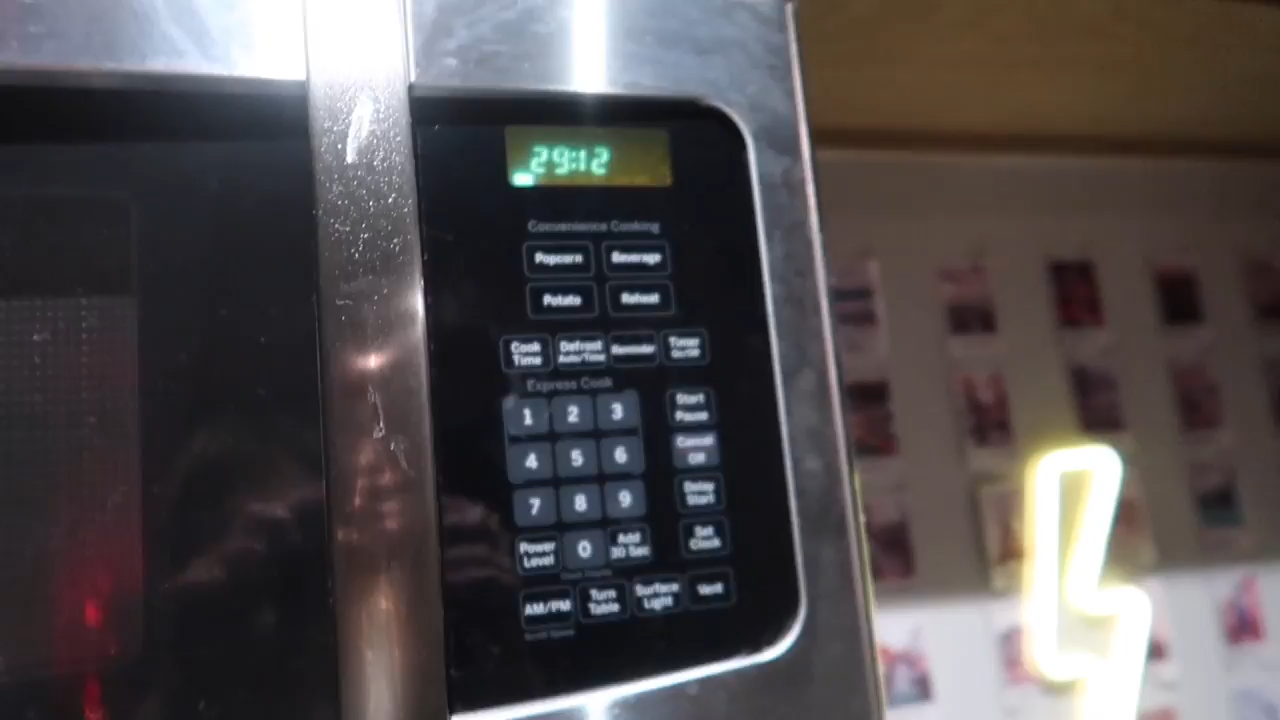 29:12
Convenience Cooking
Popcorn Beverage
Potato Reheat
Cook Time
Defrost Auto/Time
Reminder
Timer On/Off
Express Cook
1 2 3
Start Pause
4 5 6
Cancel Off
7 8 9
Delay Start
Power Level
0
Add 30 Sec
Set Clock
AM/PM
Turn Table
Surface Light
Vent